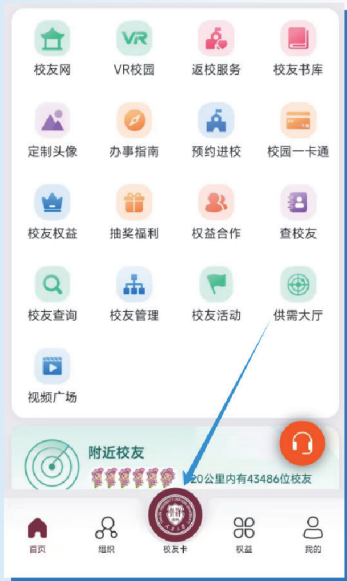 校友网 VR校园 返校服务 校友书库
定制头像 办事指南 预约进校 校园一卡通
校友权益 抽奖福利 权益合作 查校友
校友查询 校友管理 校友活动 供需大厅
视频广场
附近校友
20公里内有43486位校友
首页 组织 校友卡 权益 我的